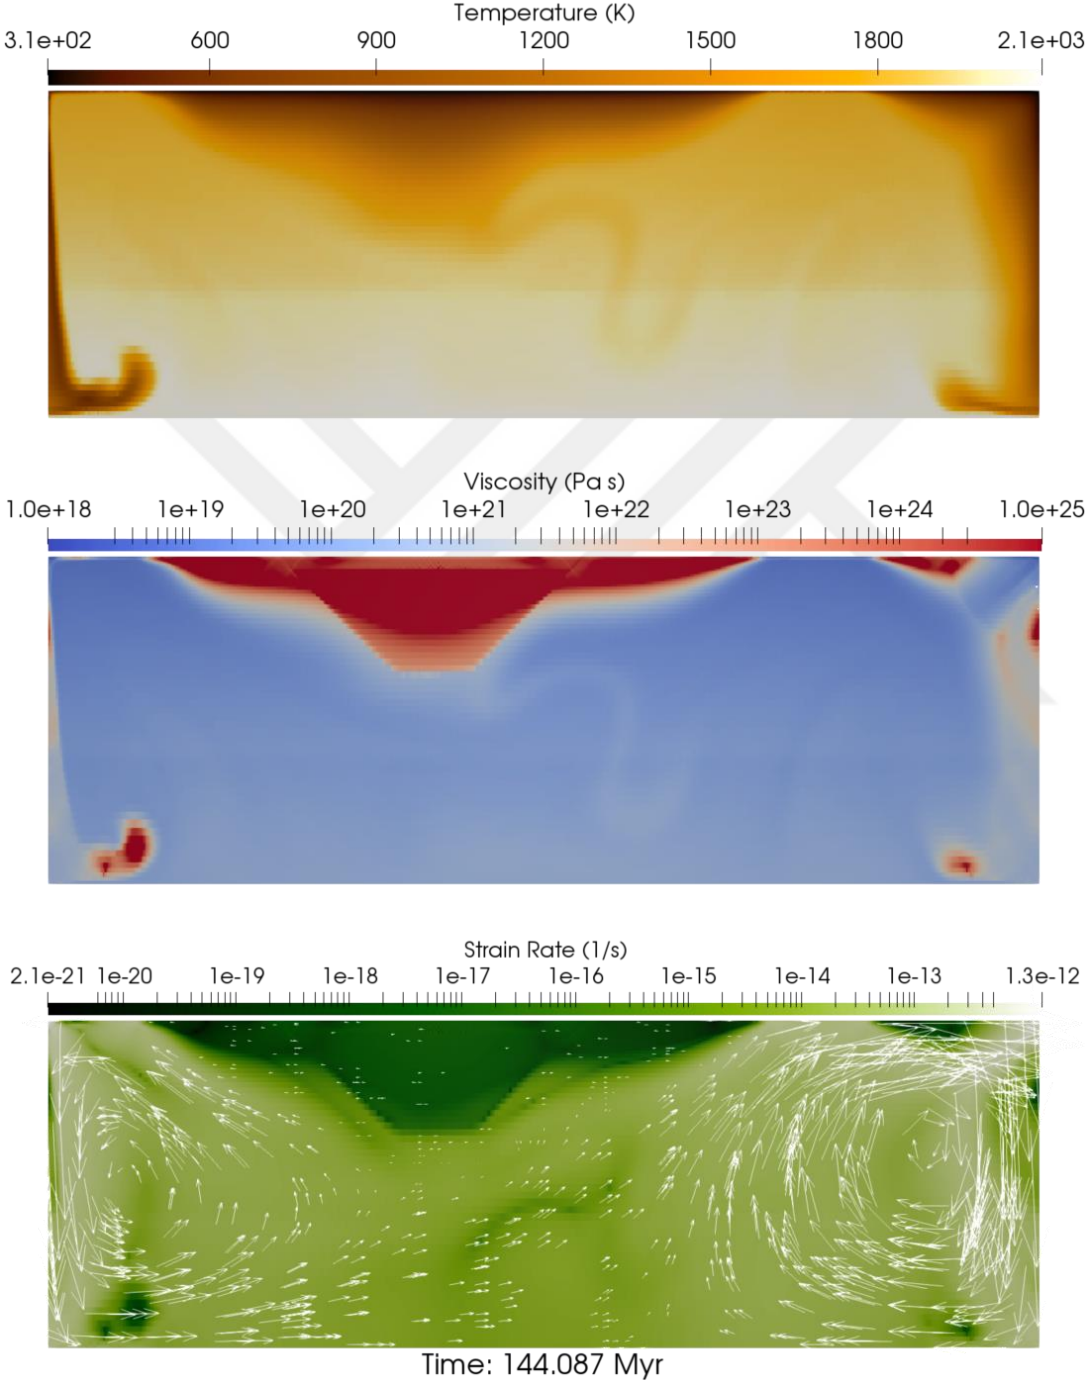 Temperature (K)
3.1e+02 600 900 1200 1500 1800 2.1e+03
Viscosity (Pa s)
1.0e+18 1e+19 1e+20 1e+21 1e+22 1e+23 1e+24 1.0e+25
Strain Rate (1/s)
2.1e-21 1e-20 1e-19 1e-18 1e-17 1e-16 1e-15 1e-14 1e-13 1.3e-12
Time: 144.087 Myr